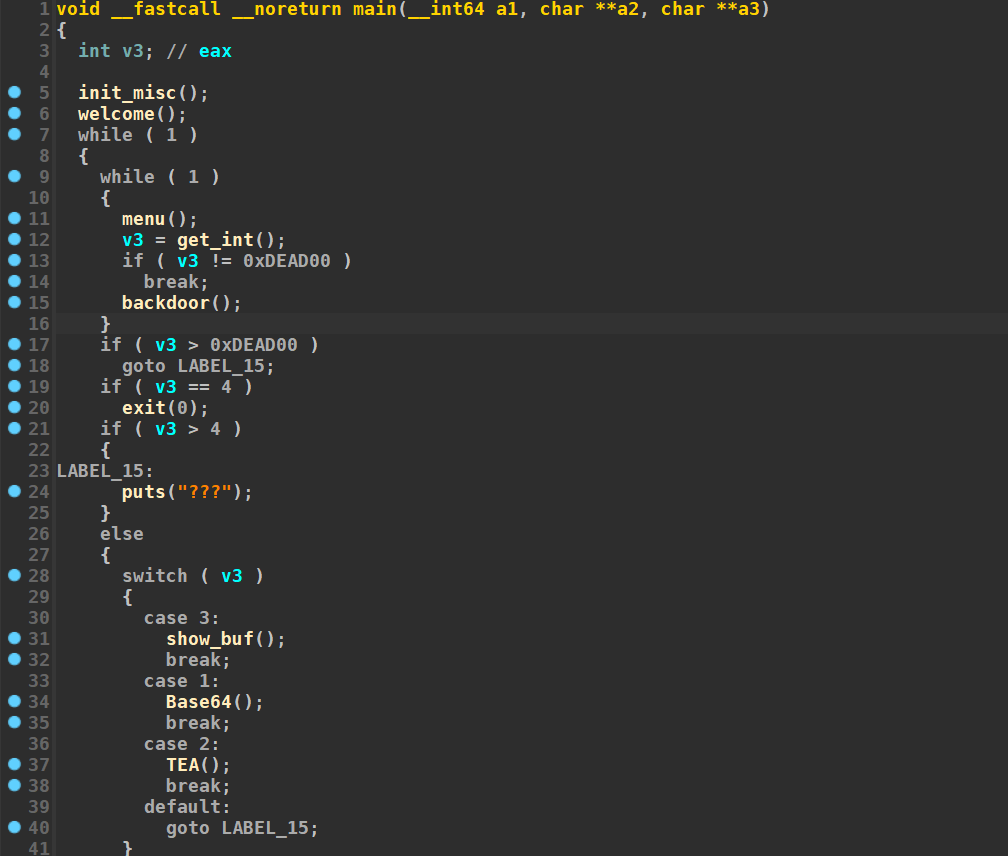 1 void __fastcall __noreturn main(__int64 a1, char **a2, char **a3)
2 {
3   int v3; // eax
4
5   init_misc();
6   welcome();
7   while ( 1 )
8   {
9     while ( 1 )
10     {
11       menu();
12       v3 = get_int();
13       if ( v3 != 0xDEAD00 )
14         break;
15       backdoor();
16     }
17     if ( v3 > 0xDEAD00 )
18       goto LABEL_15;
19     if ( v3 == 4 )
20       exit(0);
21     if ( v3 > 4 )
22     {
23 LABEL_15:
24       puts("???");
25     }
26     else
27     {
28       switch ( v3 )
29       {
30         case 3:
31           show_buf();
32           break;
33         case 1:
34           Base64();
35           break;
36         case 2:
37           TEA();
38           break;
39         default:
40           goto LABEL_15;
41       }